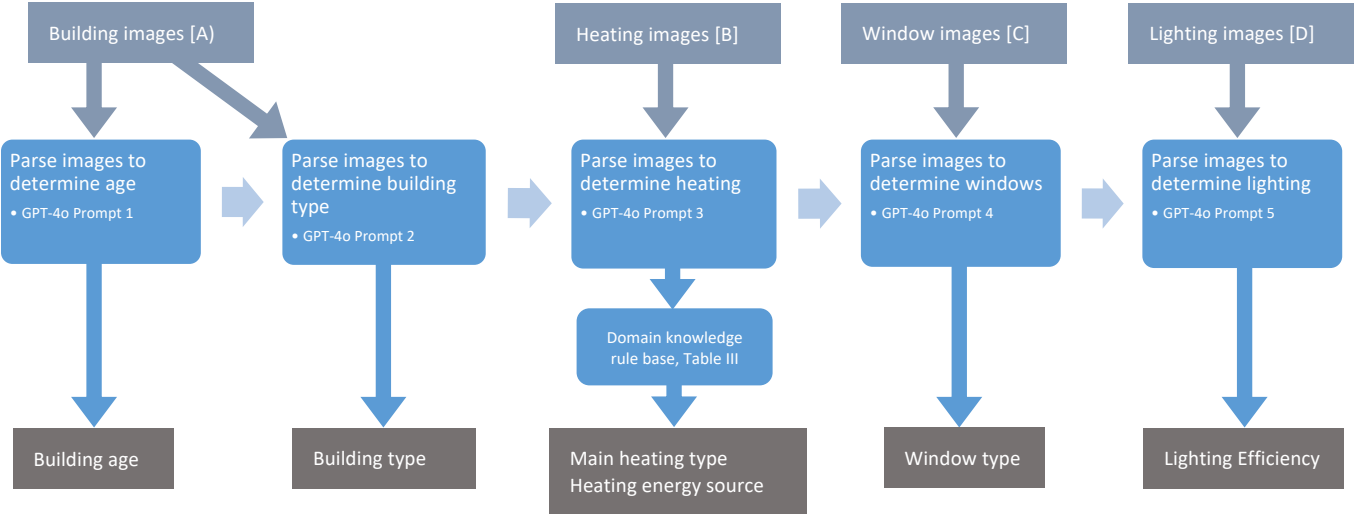 Building images [A)
Heating images [B]
Window images [C]
Lighting images [D]
Parse images to
determine age
• GPT-4o Prompt 1
Parse images to
determine building
type
• GPT-4o Prompt 2
Parse images to
determine heating
• GPT-4o Prompt 3
Parse images to
determine windows
• GPT-4o Prompt 4
Parse images to
determine lighting
• GPT-4o Prompt 5
Domain knowledge
rule base, Table III
Building age
Building type
Main heating type
Heating energy source
Window type
Lighting Efficiency